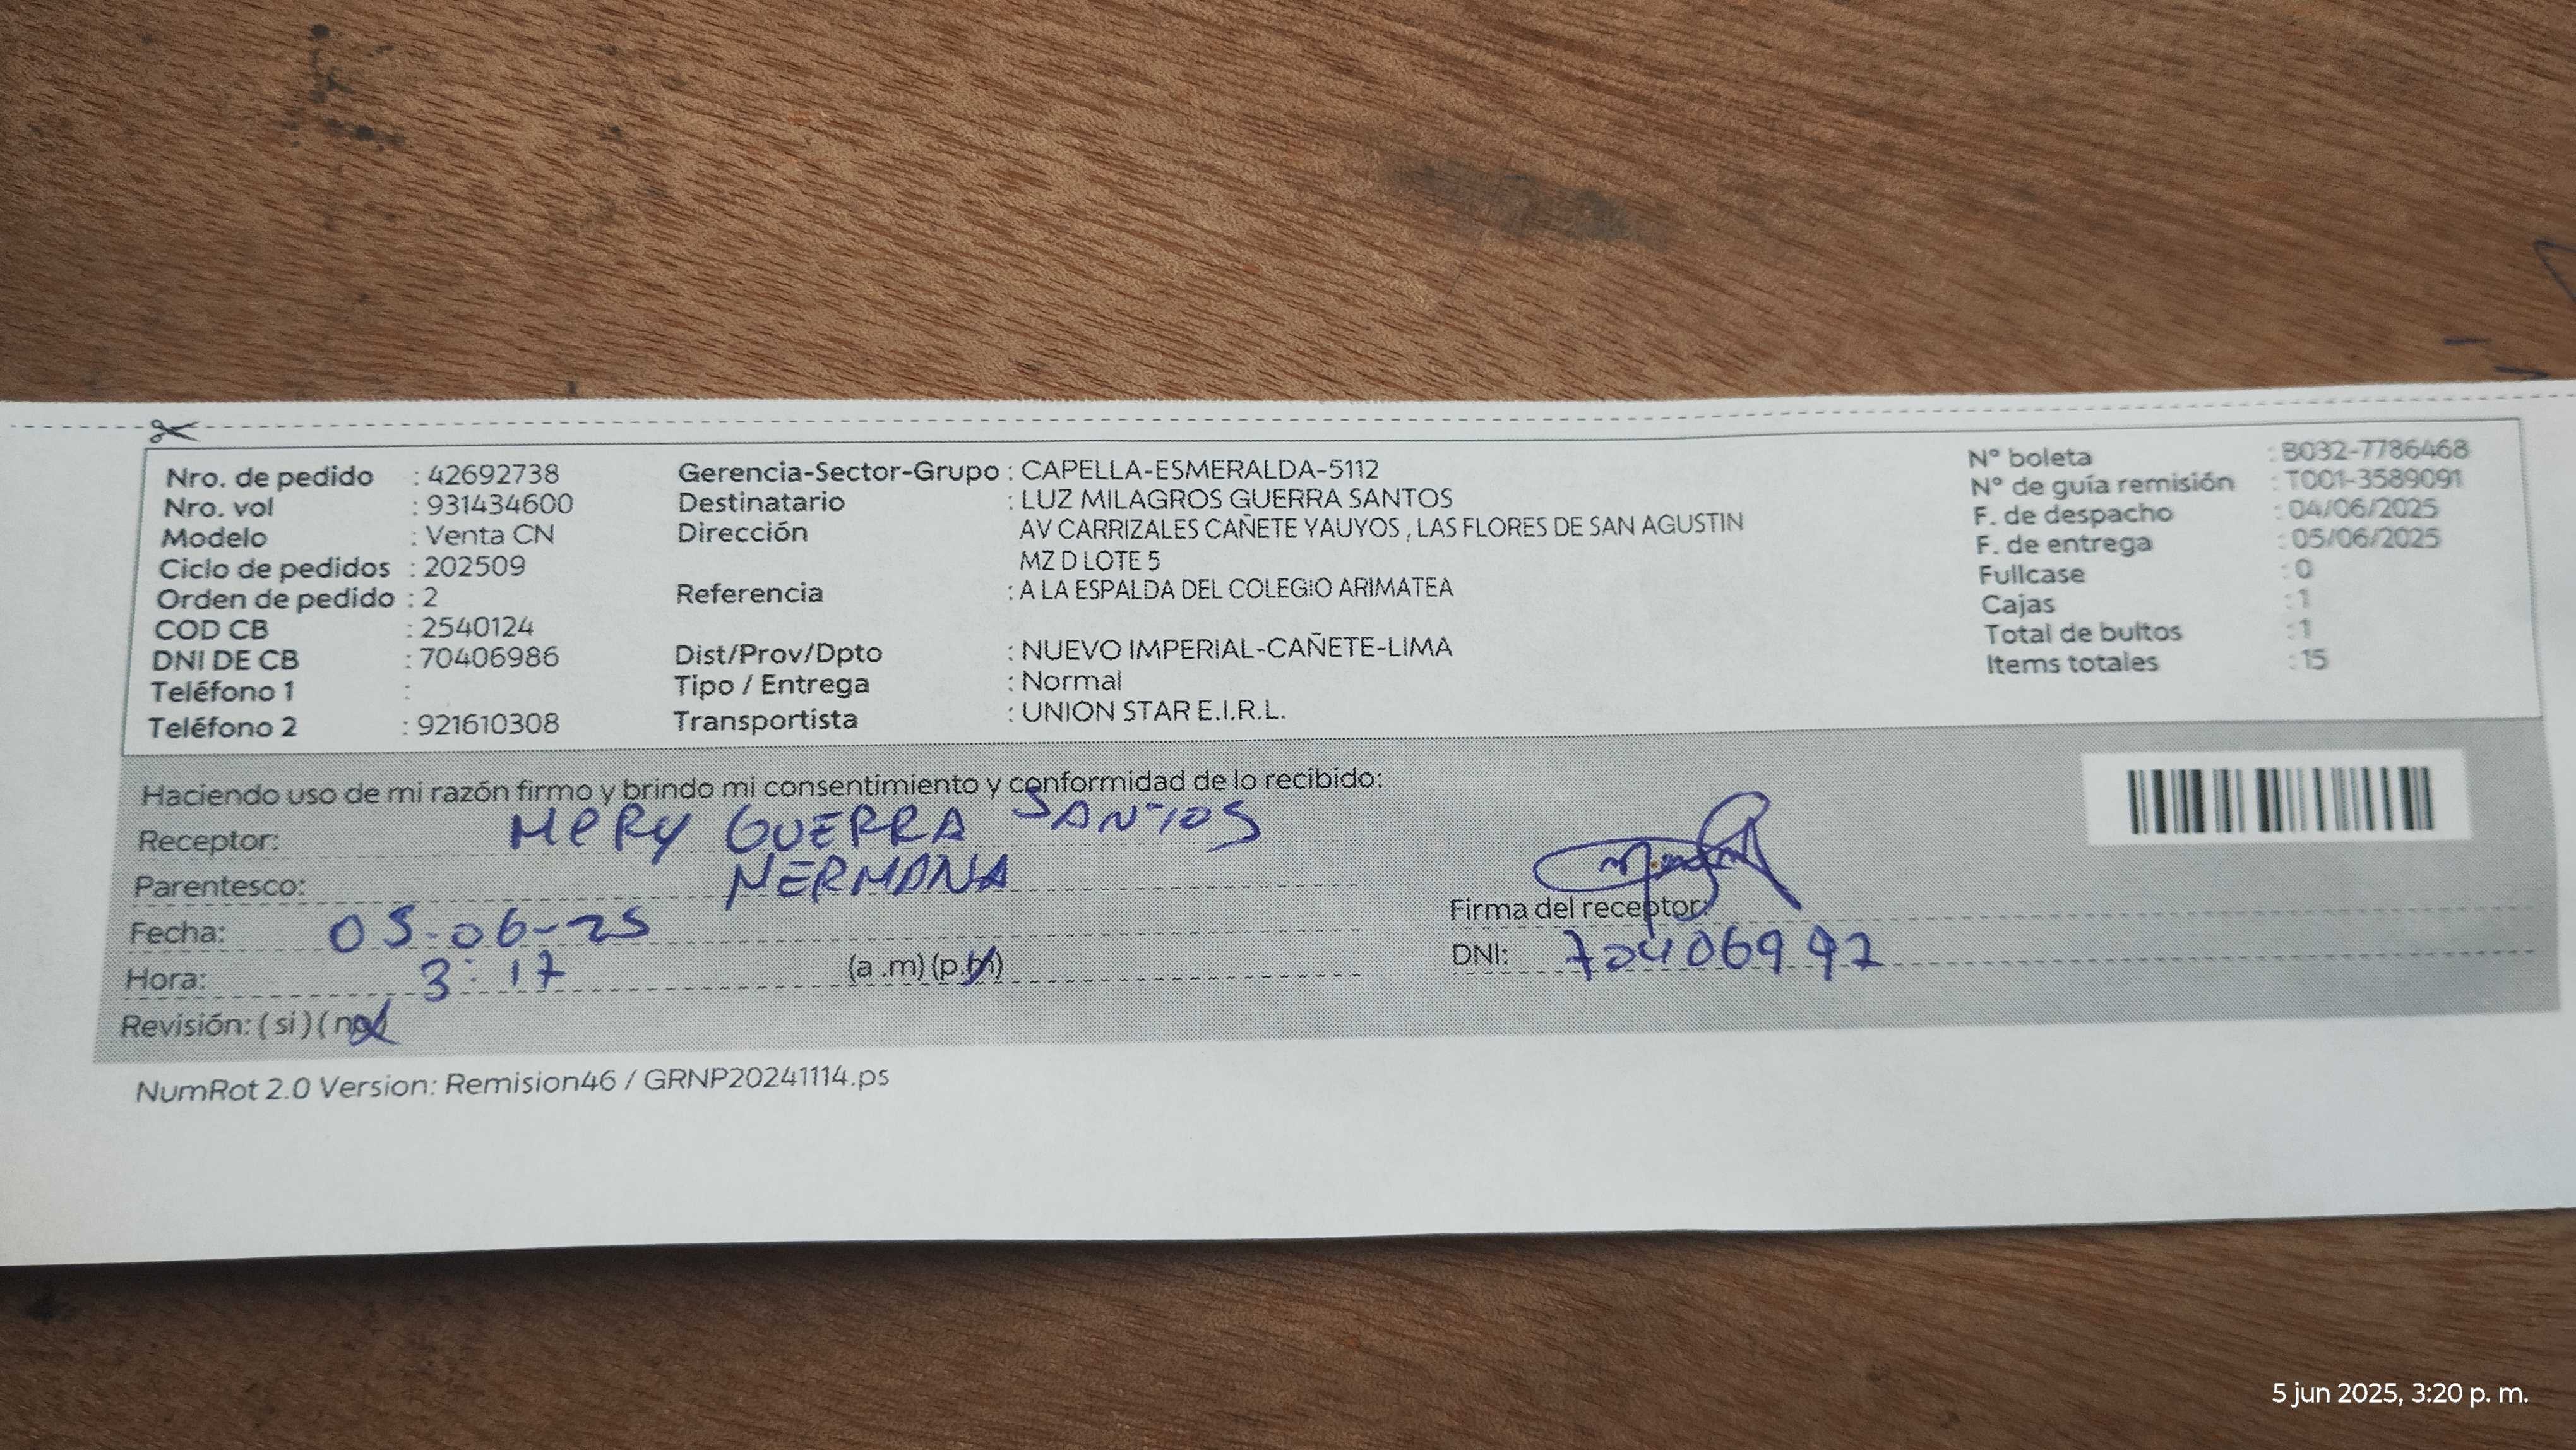 Nro. de pedido : 42692738
Nro. vol : 931434600
Modelo : Venta CN
Ciclo de pedidos : 202509
Orden de pedido : 2
COD CB : 2540124
DNI DE CB : 70406986
Teléfono 1 :
Teléfono 2 : 921610308
Gerencia-Sector-Grupo : CAPELLA-ESMERALDA-5112
Destinatario : LUZ MILAGROS GUERRA SANTOS
Dirección AV CARRIZALES CAÑETE YAUYOS , LAS FLORES DE SAN AGUSTIN
MZ D LOTE 5
Referencia : A LA ESPALDA DEL COLEGIO ARIMATEA
Dist/Prov/Dpto : NUEVO IMPERIAL-CAÑETE-LIMA
Tipo / Entrega : Normal
Transportista : UNION STAR E.I.R.L.
N° boleta : B032-7786468
N° de guía remisión : T001-3589091
F. de despacho : 04/06/2025
F. de entrega : 05/06/2025
Fullcase : 0
Cajas : 1
Total de bultos : 1
Items totales : 15
Haciendo uso de mi razón firmo y brindo mi consentimiento y conformidad de lo recibido:
Receptor: MERY GUERRA SANTOS
Parentesco: HERMANA
Fecha: 05-06-25
Hora: 3:17 (a .m) (p.m)
Revisión: ( si ) ( no )
Firma del receptor:
DNI: 70406992
NumRot 2.0 Version: Remision46 / GRNP20241114.ps
5 jun 2025, 3:20 p. m.